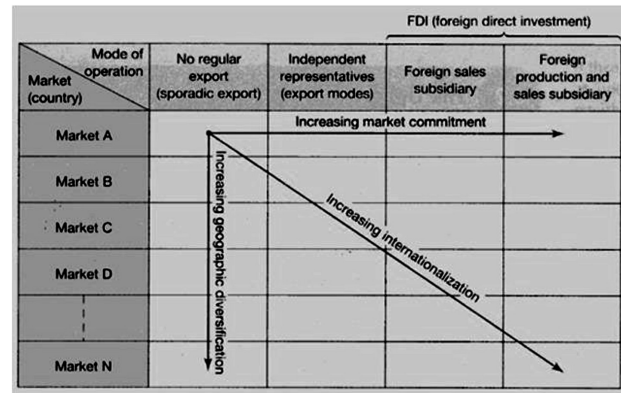 FDI (foreign direct investment)
Mode of
operation
Market
(country)
No regular
export
(sporadic export)
Independent
representatives
(export modes)
Foreign sales
subsidiary
Foreign
production and
sales subsidiary
Market A
Increasing market commitment
Market B
Market C
Market D
Market N
Increasing geographic diversification
Increasing internationalization